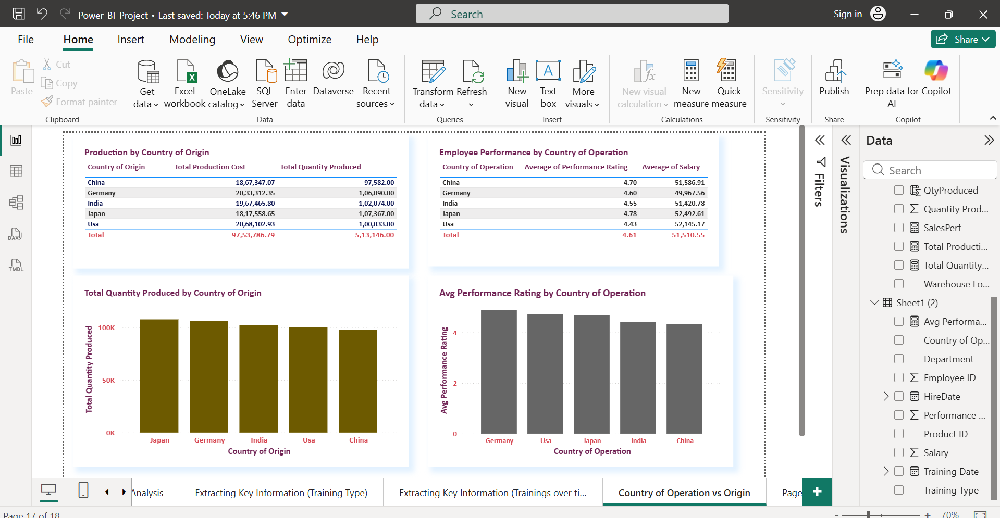 Power_BI_Project • Last saved: Today at 5:46 PM
Search
Sign in
File Home Insert Modeling View Optimize Help
Share
Paste
Cut
Copy
Format painter
Clipboard
Get data
Excel workbook
OneLake catalog
SQL Server
Enter data
Dataverse
Recent sources
Data
Transform data
Refresh
Queries
New visual
Text box
More visuals
Insert
New visual calculation
New measure
Quick measure
Calculations
Sensitivity
Sensitivity
Publish
Share
Prep data for AI
Copilot
Copilot
DAX
TMDL
Production by Country of Origin
Country of Origin Total Production Cost Total Quantity Produced
China 18,67,347.07 97,582.00
Germany 20,33,312.35 1,06,090.00
India 19,67,465.80 1,02,074.00
Japan 18,17,558.65 1,07,367.00
Usa 20,68,102.93 1,00,033.00
Total 97,53,786.79 5,13,146.00
Employee Performance by Country of Operation
Country of Operation Average of Performance Rating Average of Salary
China 4.70 51,586.91
Germany 4.60 49,967.56
India 4.55 51,420.78
Japan 4.78 52,492.61
Usa 4.43 52,145.17
Total 4.61 51,510.55
Total Quantity Produced by Country of Origin
Total Quantity Produced
100K
50K
0K
Japan Germany India Usa China
Country of Origin
Avg Performance Rating by Country of Operation
Avg Performance Rating
4
2
0
Germany Usa Japan India China
Country of Operation
Filters
Visualizations
Data
Search
QtyProduced
Quantity Prod...
SalesPerf
Total Producti...
Total Quantity...
Warehouse Lo...
Sheet1 (2)
Avg Performa...
Country of Op...
Department
Employee ID
HireDate
Performance ...
Product ID
Salary
Training Date
Training Type
Analysis
Extracting Key Information (Training Type)
Extracting Key Information (Trainings over ti...
Country of Operation vs Origin
Page
Page 17 of 18
70%